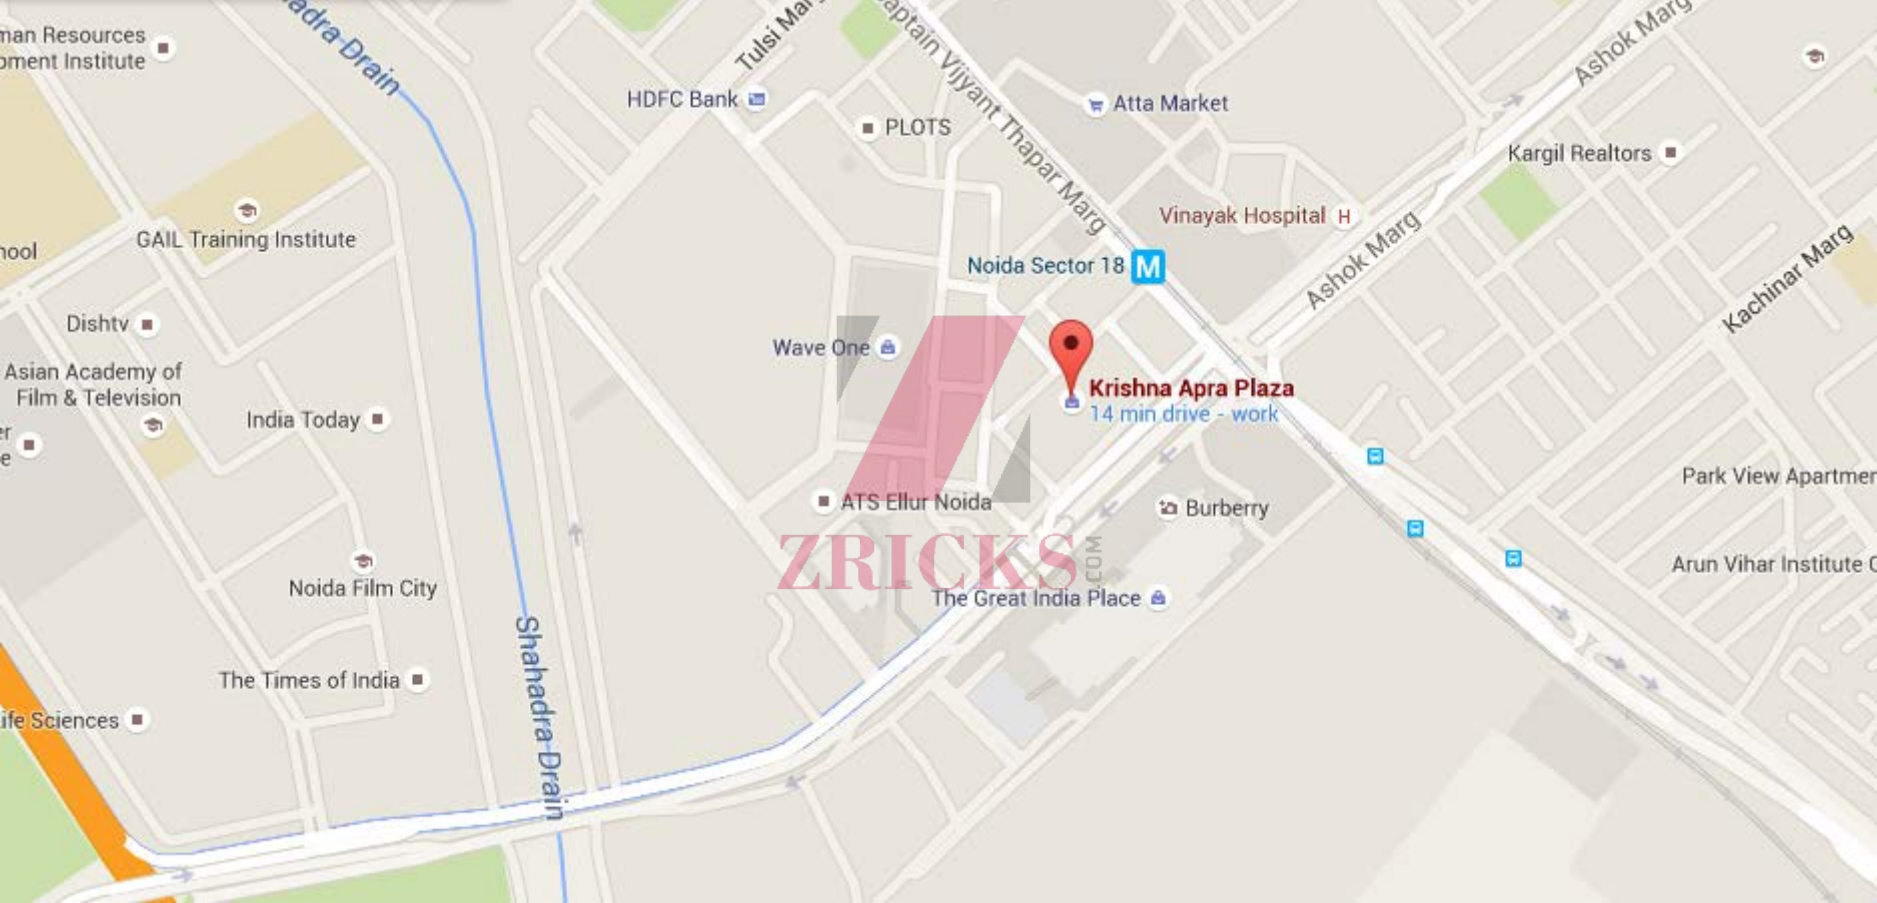 adra Drain
man Resources
oment Institute
Tulsi Marg
aptain Vijyant Thapar Marg
Ashok Marg
HDFC Bank
Atta Market
PLOTS
Kargil Realtors
GAIL Training Institute
hool
Vinayak Hospital H
Ashok Marg
Kachinar Marg
Noida Sector 18 M
Dishtv
Wave One
Asian Academy of
Film & Television
Krishna Apra Plaza
14 min drive - work
India Today
er
e
Park View Apartmen
ATS Ellur Noida
Burberry
ZRICKS
.COM
Arun Vihar Institute
Noida Film City
The Great India Place
Shahadra Drain
The Times of India
ife Sciences